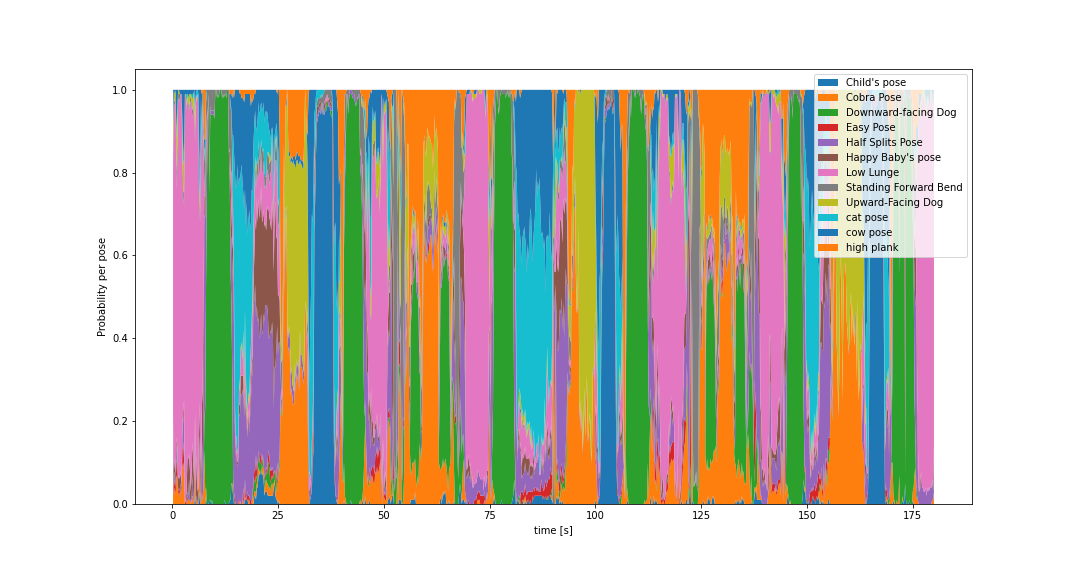 1.0
0.8
0.6
0.4
0.2
0.0
Probability per pose
0
25
50
75
100
125
150
175
time [s]
Child's pose
Cobra Pose
Downward-facing Dog
Easy Pose
Half Splits Pose
Happy Baby's pose
Low Lunge
Standing Forward Bend
Upward-Facing Dog
cat pose
cow pose
high plank